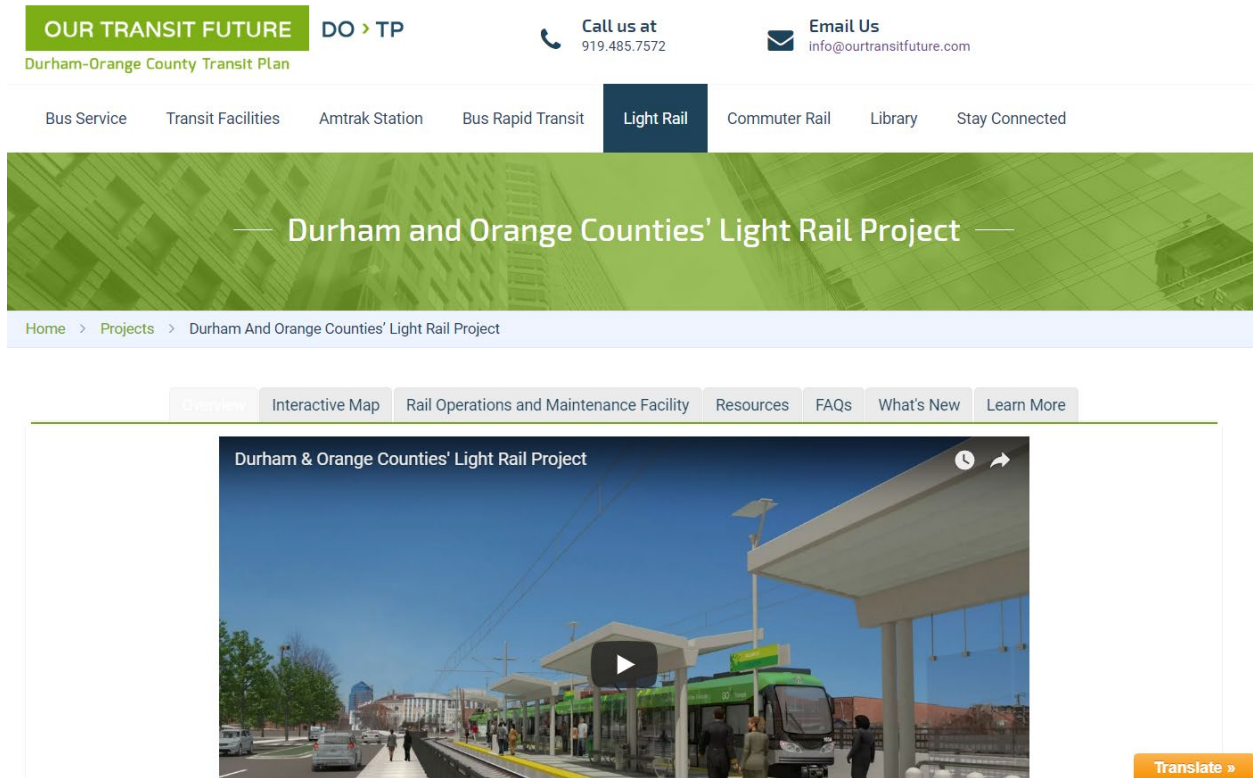 OUR TRANSIT FUTURE DO > TP
Durham-Orange County Transit Plan
Call us at
919.485.7572
Email Us
info@ourtransitfuture.com
Bus Service Transit Facilities Amtrak Station Bus Rapid Transit Light Rail Commuter Rail Library Stay Connected
Durham and Orange Counties’ Light Rail Project
Home > Projects > Durham And Orange Counties’ Light Rail Project
Overview Interactive Map Rail Operations and Maintenance Facility Resources FAQs What's New Learn More
Durham & Orange Counties' Light Rail Project
Translate »